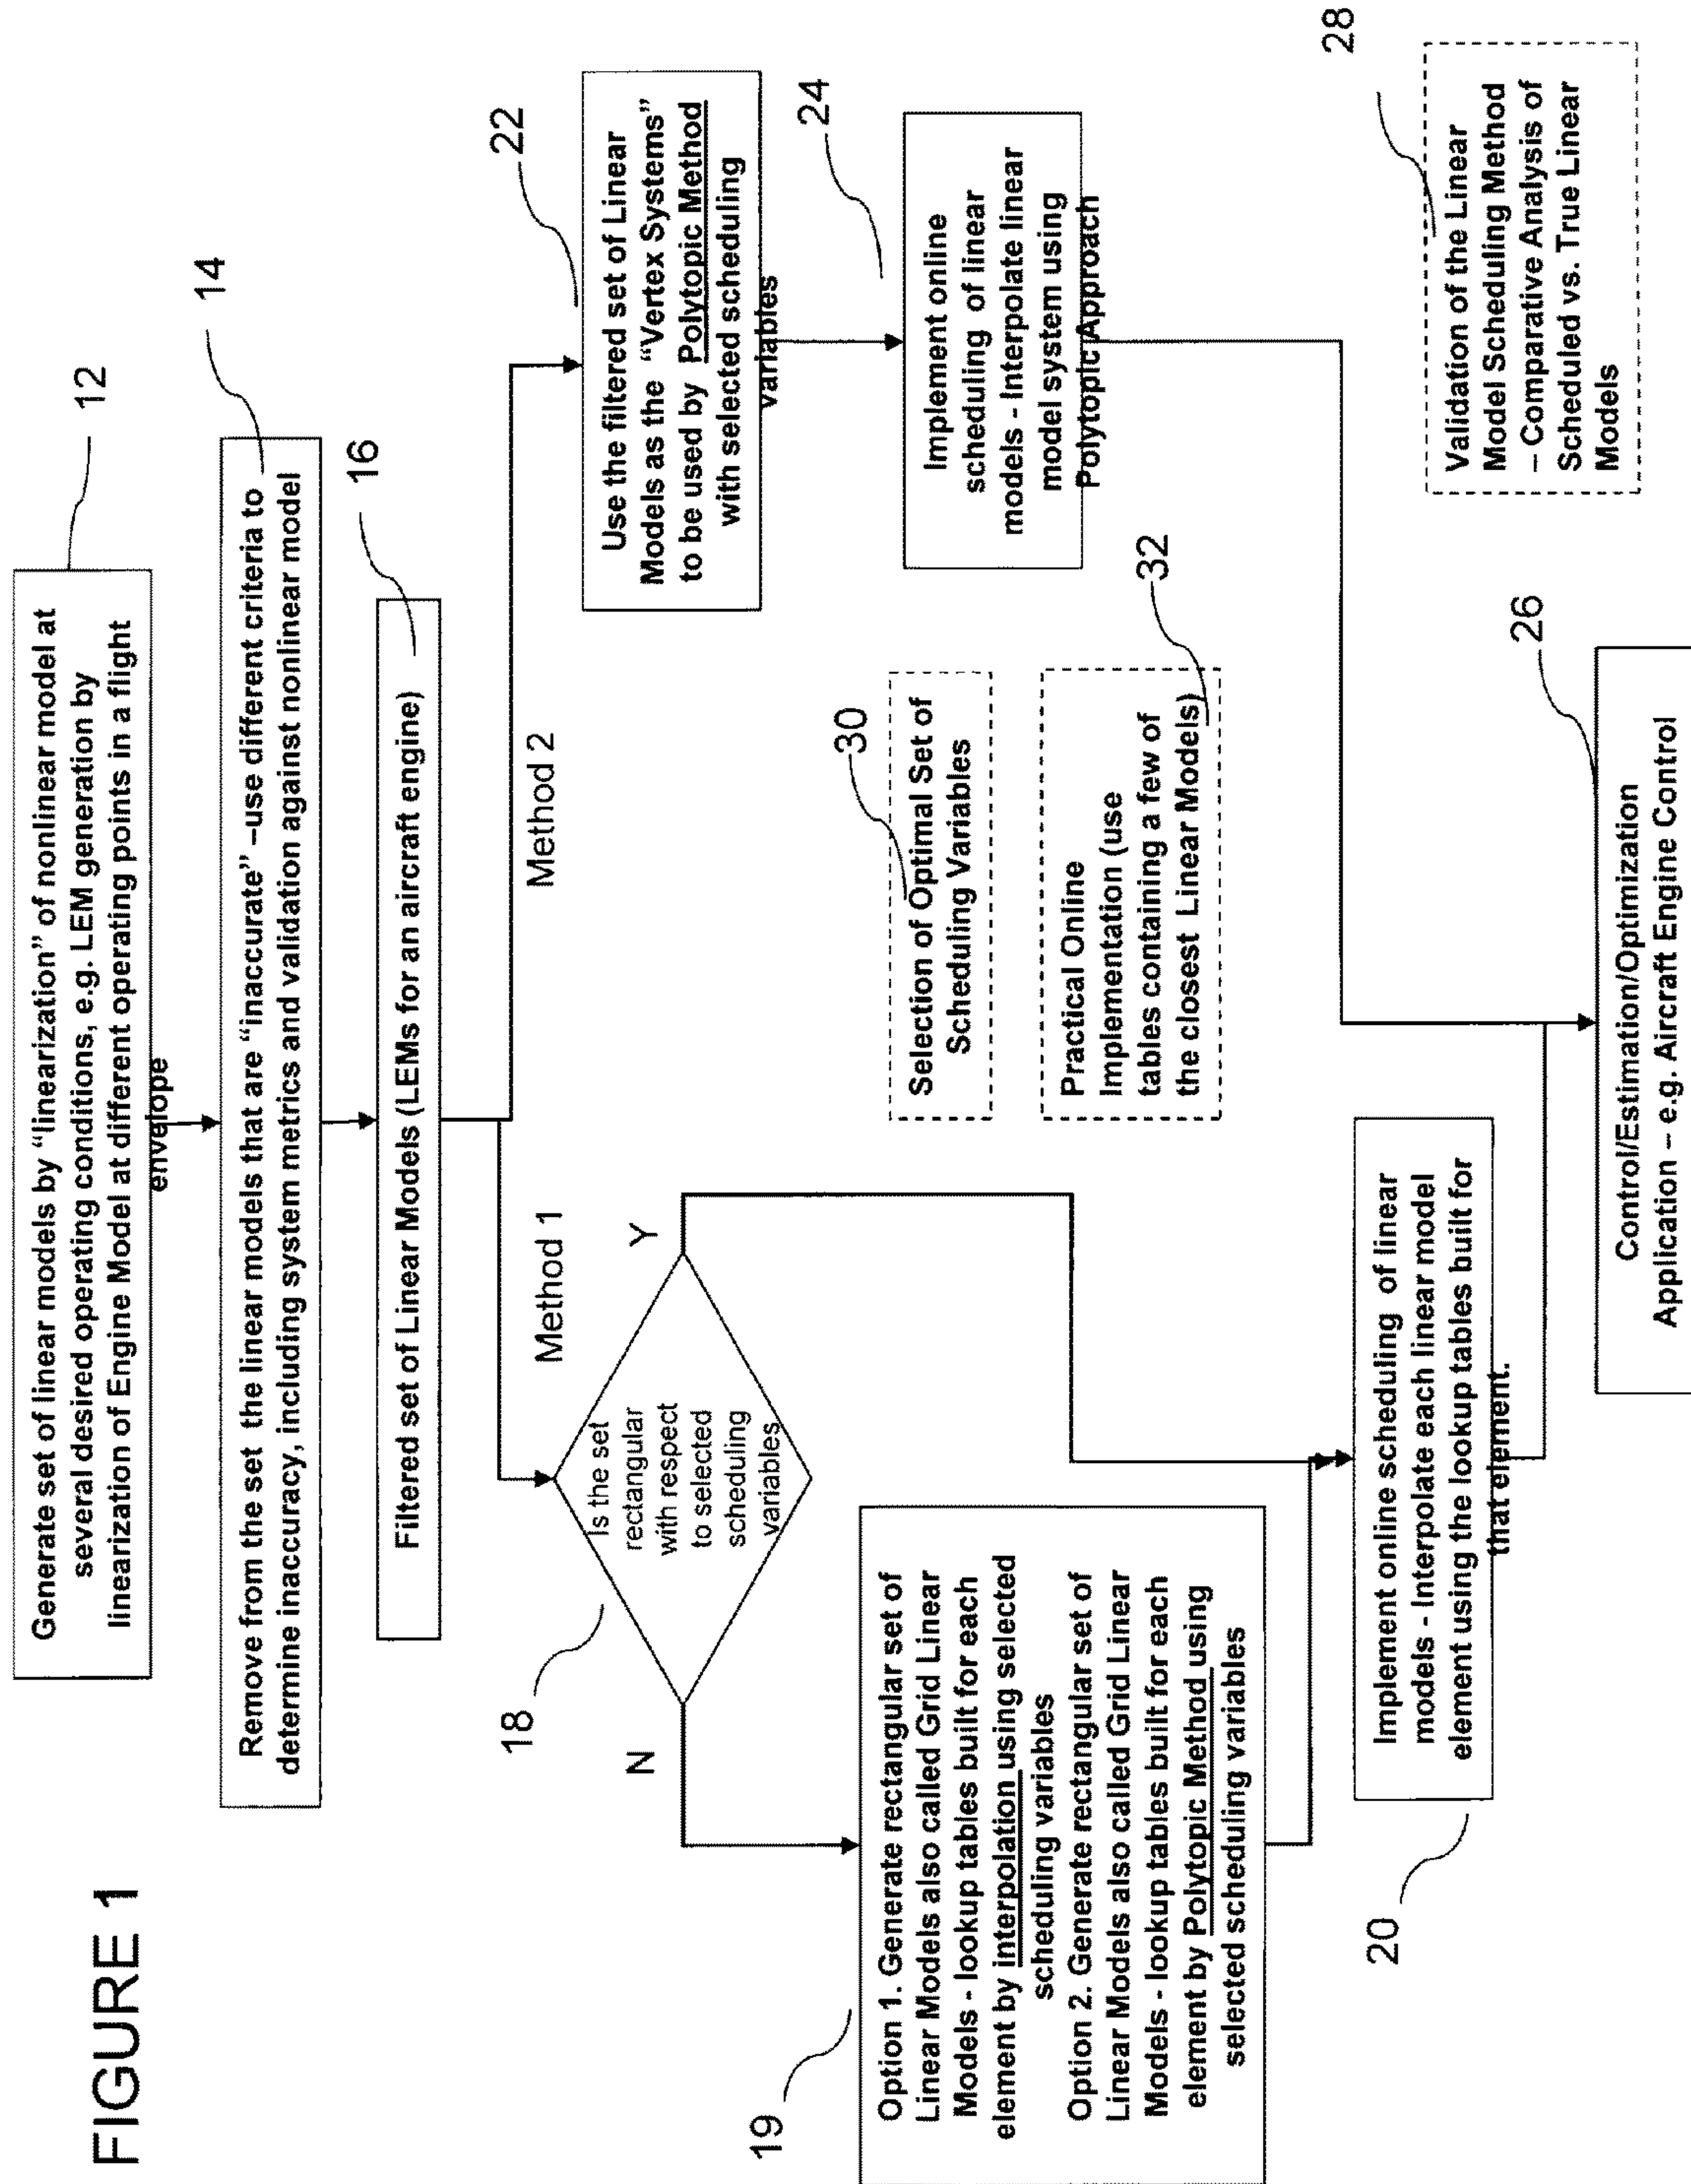 FIGURE 1
12
Generate set of linear models by “linearization” of nonlinear model at
several desired operating conditions, e.g. LEM generation by
linearization of Engine Model at different operating points in a flight
envelope
14
Remove from the set the linear models that are “inaccurate” –use different criteria to
determine inaccuracy, including system metrics and validation against nonlinear model
16
Filtered set of Linear Models (LEMs for an aircraft engine)
Method 1
Method 2
18
Is the set
rectangular
with respect
to selected
scheduling
variables
N
Y
19
Option 1. Generate rectangular set of
Linear Models also called Grid Linear
Models - lookup tables built for each
element by interpolation using selected
scheduling variables
Option 2. Generate rectangular set of
Linear Models also called Grid Linear
Models - lookup tables built for each
element by Polytopic Method using
selected scheduling variables
20
Implement online scheduling of linear
models - Interpolate each linear model
element using the lookup tables built for
that element.
22
Use the filtered set of Linear
Models as the “Vertex Systems”
to be used by Polytopic Method
with selected scheduling
variables
24
Implement online
scheduling of linear
models - Interpolate linear
model system using
Polytopic Approach
30
Selection of Optimal Set of
Scheduling Variables
32
Practical Online
Implementation (use
tables containing a few of
the closest Linear Models)
28
Validation of the Linear
Model Scheduling Method
– Comparative Analysis of
Scheduled vs. True Linear
Models
26
Control/Estimation/Optimization
Application – e.g. Aircraft Engine Control